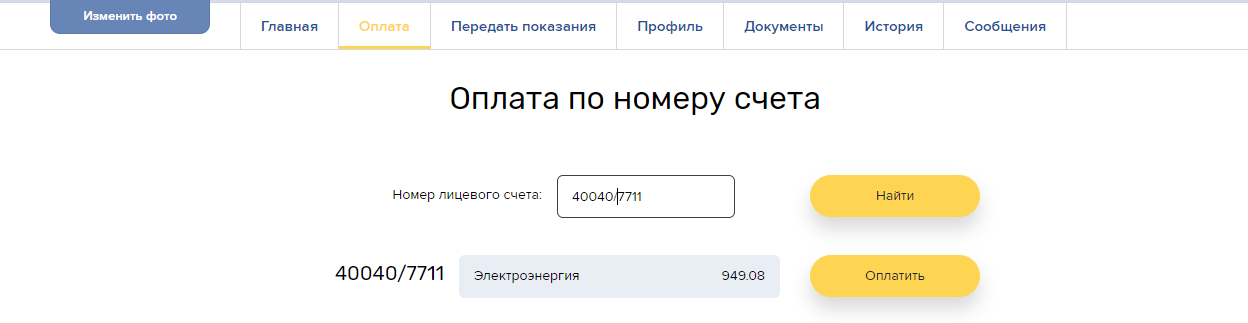 Изменить фото
Главная Оплата Передать показания Профиль Документы История Сообщения
Оплата по номеру счета
Номер лицевого счета: 40040/7711 Найти
40040/7711 Электроэнергия 949.08 Оплатить